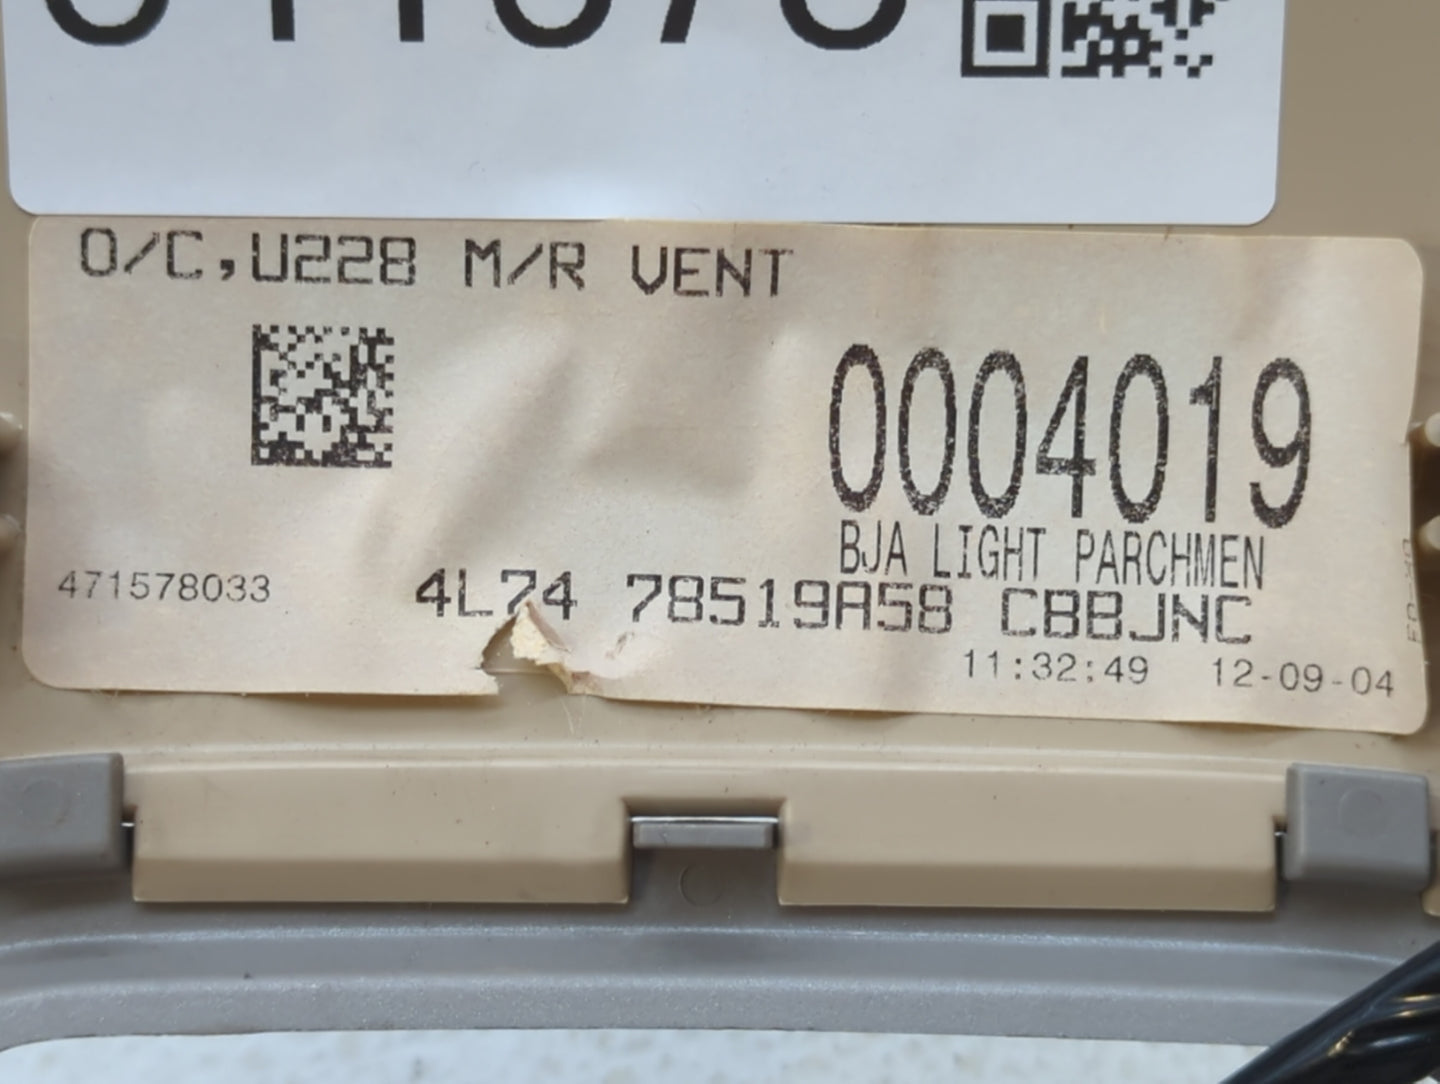 O/C,U228 M/R VENT
0004019
BJA LIGHT PARCHMEN
471578033 4L74 78519A58 CBBJNC
11:32:49 12-09-04